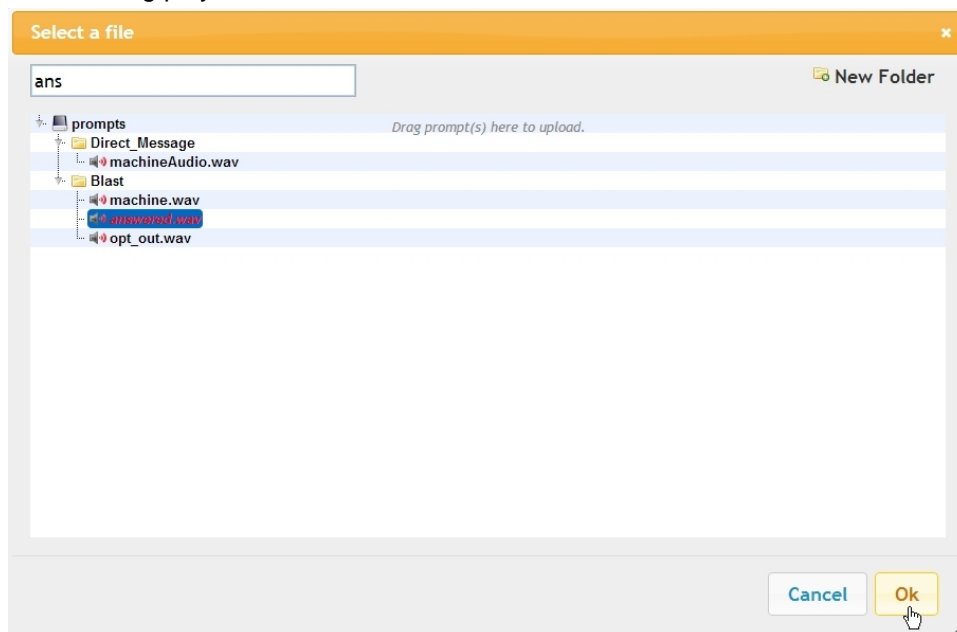 Select a file
ans
New Folder
prompts
Drag prompt(s) here to upload.
Direct_Message
machineAudio.wav
Blast
machine.wav
answered.wav
opt_out.wav
Cancel
Ok